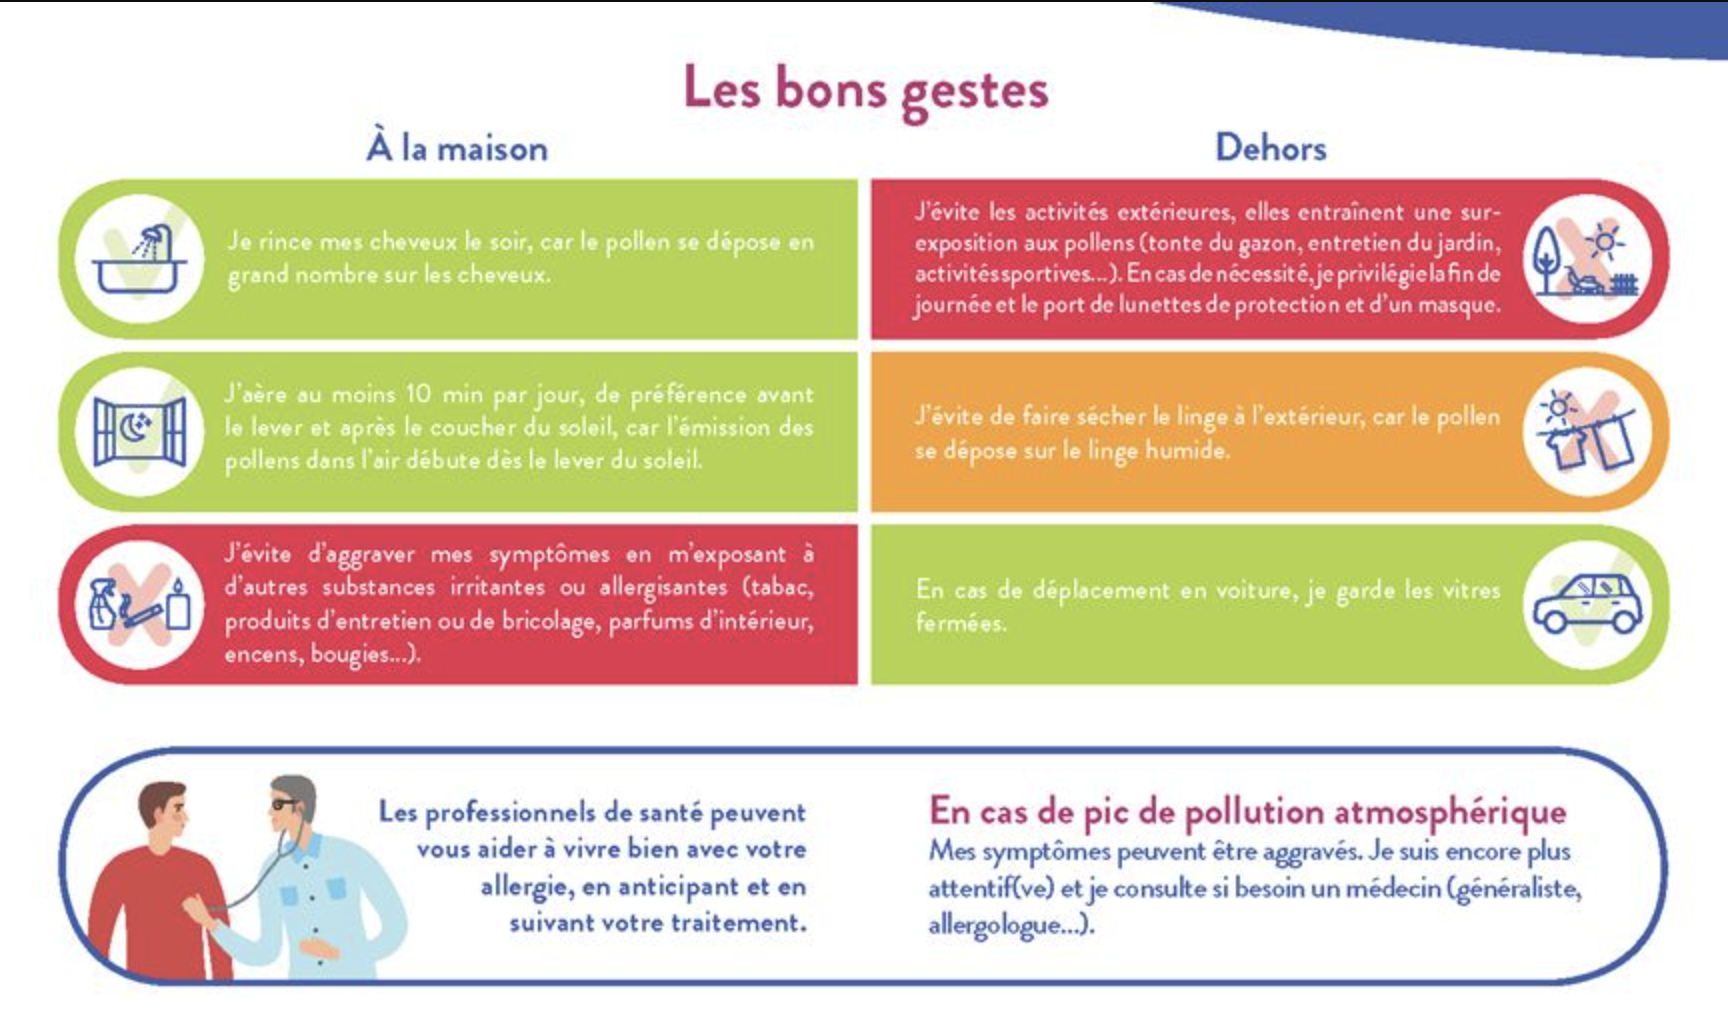 Les bons gestes
À la maison
Je rince mes cheveux le soir, car le pollen se dépose en
grand nombre sur les cheveux.
J'aère au moins 10 min par jour, de préférence avant
le lever et après le coucher du soleil, car l'émission des
pollens dans l'air débute dès le lever du soleil.
J'évite d'aggraver mes symptômes en m'exposant à
d'autres substances irritantes ou allergisantes (tabac,
produits d'entretien ou de bricolage, parfums d'intérieur,
encens, bougies...).
Dehors
J'évite les activités extérieures, elles entraînent une sur-
exposition aux pollens (tonte du gazon, entretien du jardin,
activités sportives...). En cas de nécessité, je privilégie la fin de
journée et le port de lunettes de protection et d'un masque.
J'évite de faire sécher le linge à l'extérieur, car le pollen
se dépose sur le linge humide.
En cas de déplacement en voiture, je garde les vitres
fermées.
Les professionnels de santé peuvent
vous aider à vivre bien avec votre
allergie, en anticipant et en
suivant votre traitement.
En cas de pic de pollution atmosphérique
Mes symptômes peuvent être aggravés. Je suis encore plus
attentif(ve) et je consulte si besoin un médecin (généraliste,
allergologue...).